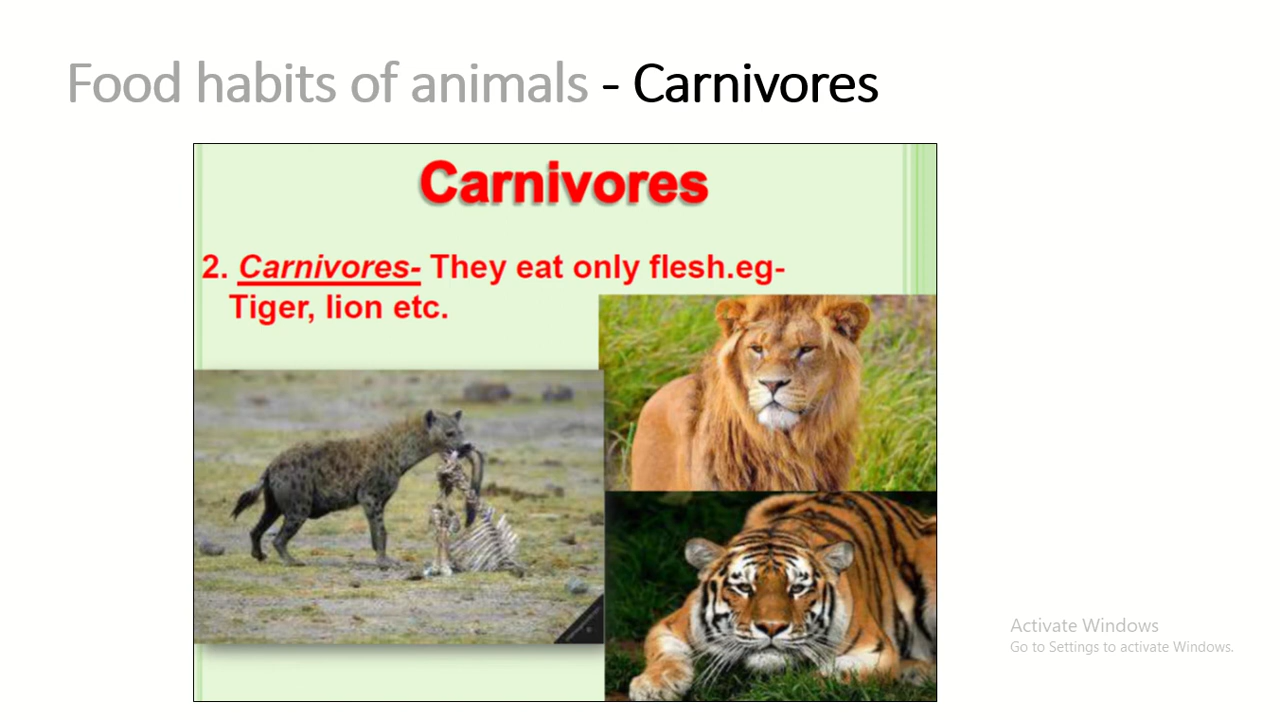 Food habits of animals - Carnivores
Carnivores
2. Carnivores- They eat only flesh.eg-
Tiger, lion etc.
Activate Windows
Go to Settings to activate Windows.